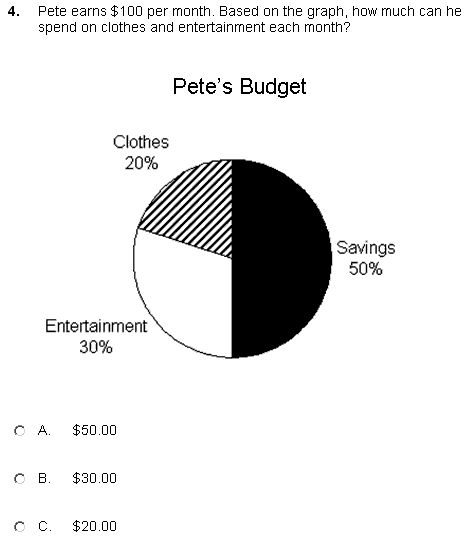 4. Pete earns $100 per month. Based on the graph, how much can he
spend on clothes and entertainment each month?
Pete's Budget
Clothes
20%
Savings
50%
Entertainment
30%
A. $50.00
B. $30.00
C. $20.00